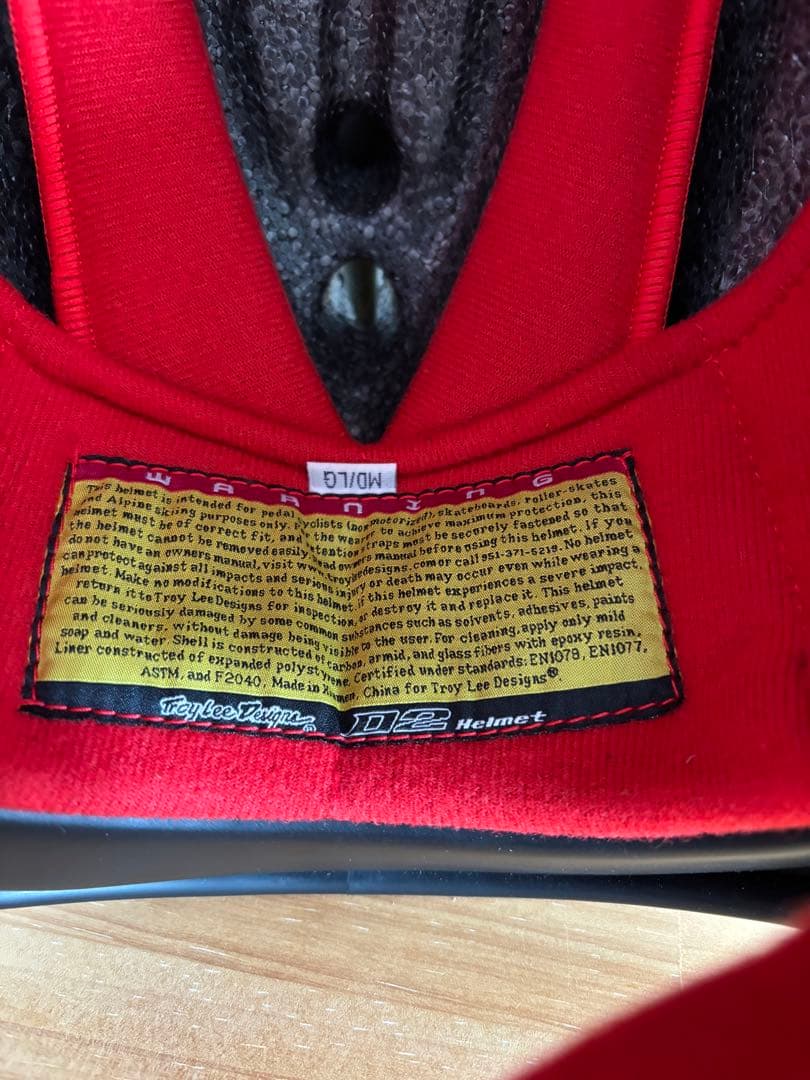 MD/LG
WARNING
This helmet is intended for pedal cyclists (non motorized), skateboards, roller-skates
and Alpine skiing purposes only. to achieve maximum protection, this
helmet must be of correct fit, and attention straps must be securely fastened so that
the helmet cannot be removed easily. Read owners manual before using this helmet. If you
do not have an owners manual, visit www.troyleedesigns.com or call 951-371-5219. No helmet
can protect against all impacts and serious injury or death may occur even while wearing a
helmet. Make no modifications to this helmet. if this helmet experiences a severe impact,
return it to Troy Lee Designs for inspection, or destroy it and replace it. This helmet
can be seriously damaged by some common substances such as solvents, adhesives, paints
and cleaners, without damage being visible to the user. For cleaning, apply only mild
soap and water. Shell is constructed of carbon, armid, and glass fibers with epoxy resin.
Liner constructed of expanded polystyrene. Certified under standards: EN1078, EN1077,
ASTM, and F2040, Made in Xiamen, China for Troy Lee Designs®
Troy Lee Designs® D2 Helmet